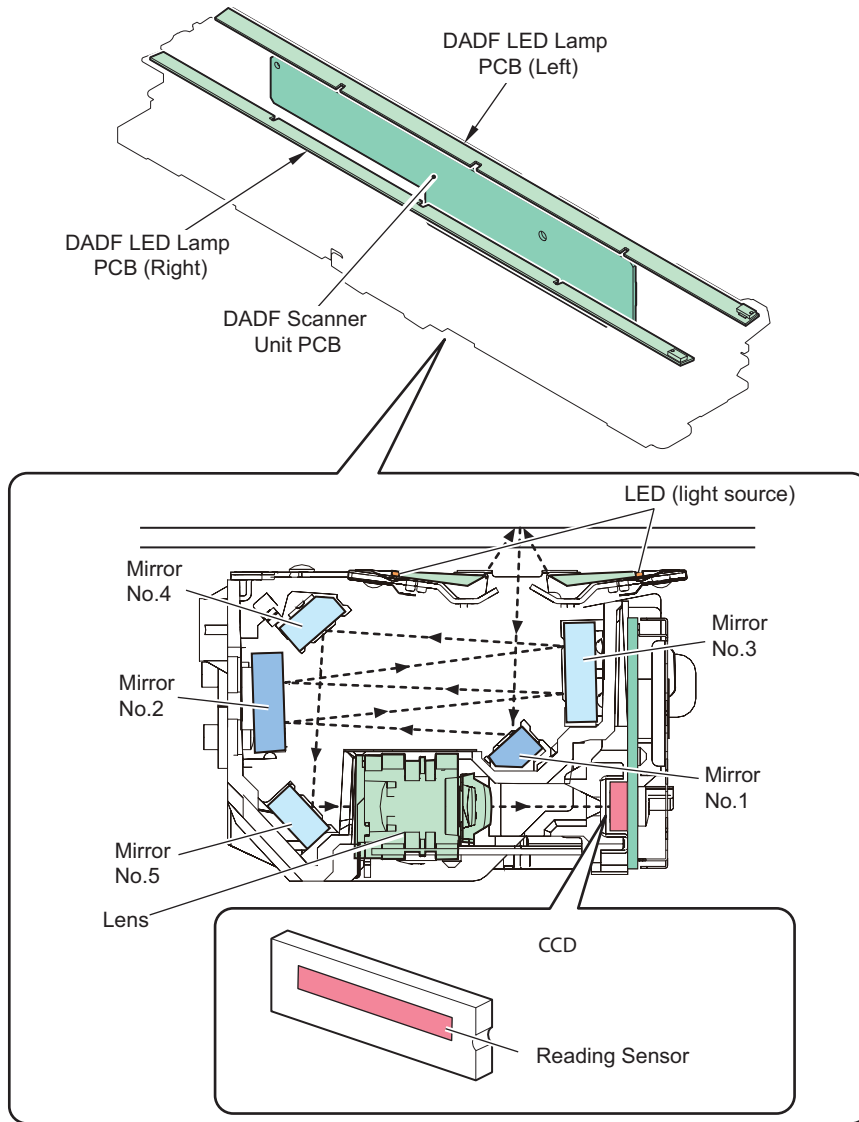 DADF LED Lamp
PCB (Left)
DADF LED Lamp
PCB (Right)
DADF Scanner
Unit PCB
LED (light source)
Mirror
No.4
Mirror
No.3
Mirror
No.2
Mirror
No.1
Mirror
No.5
Lens
CCD
Reading Sensor